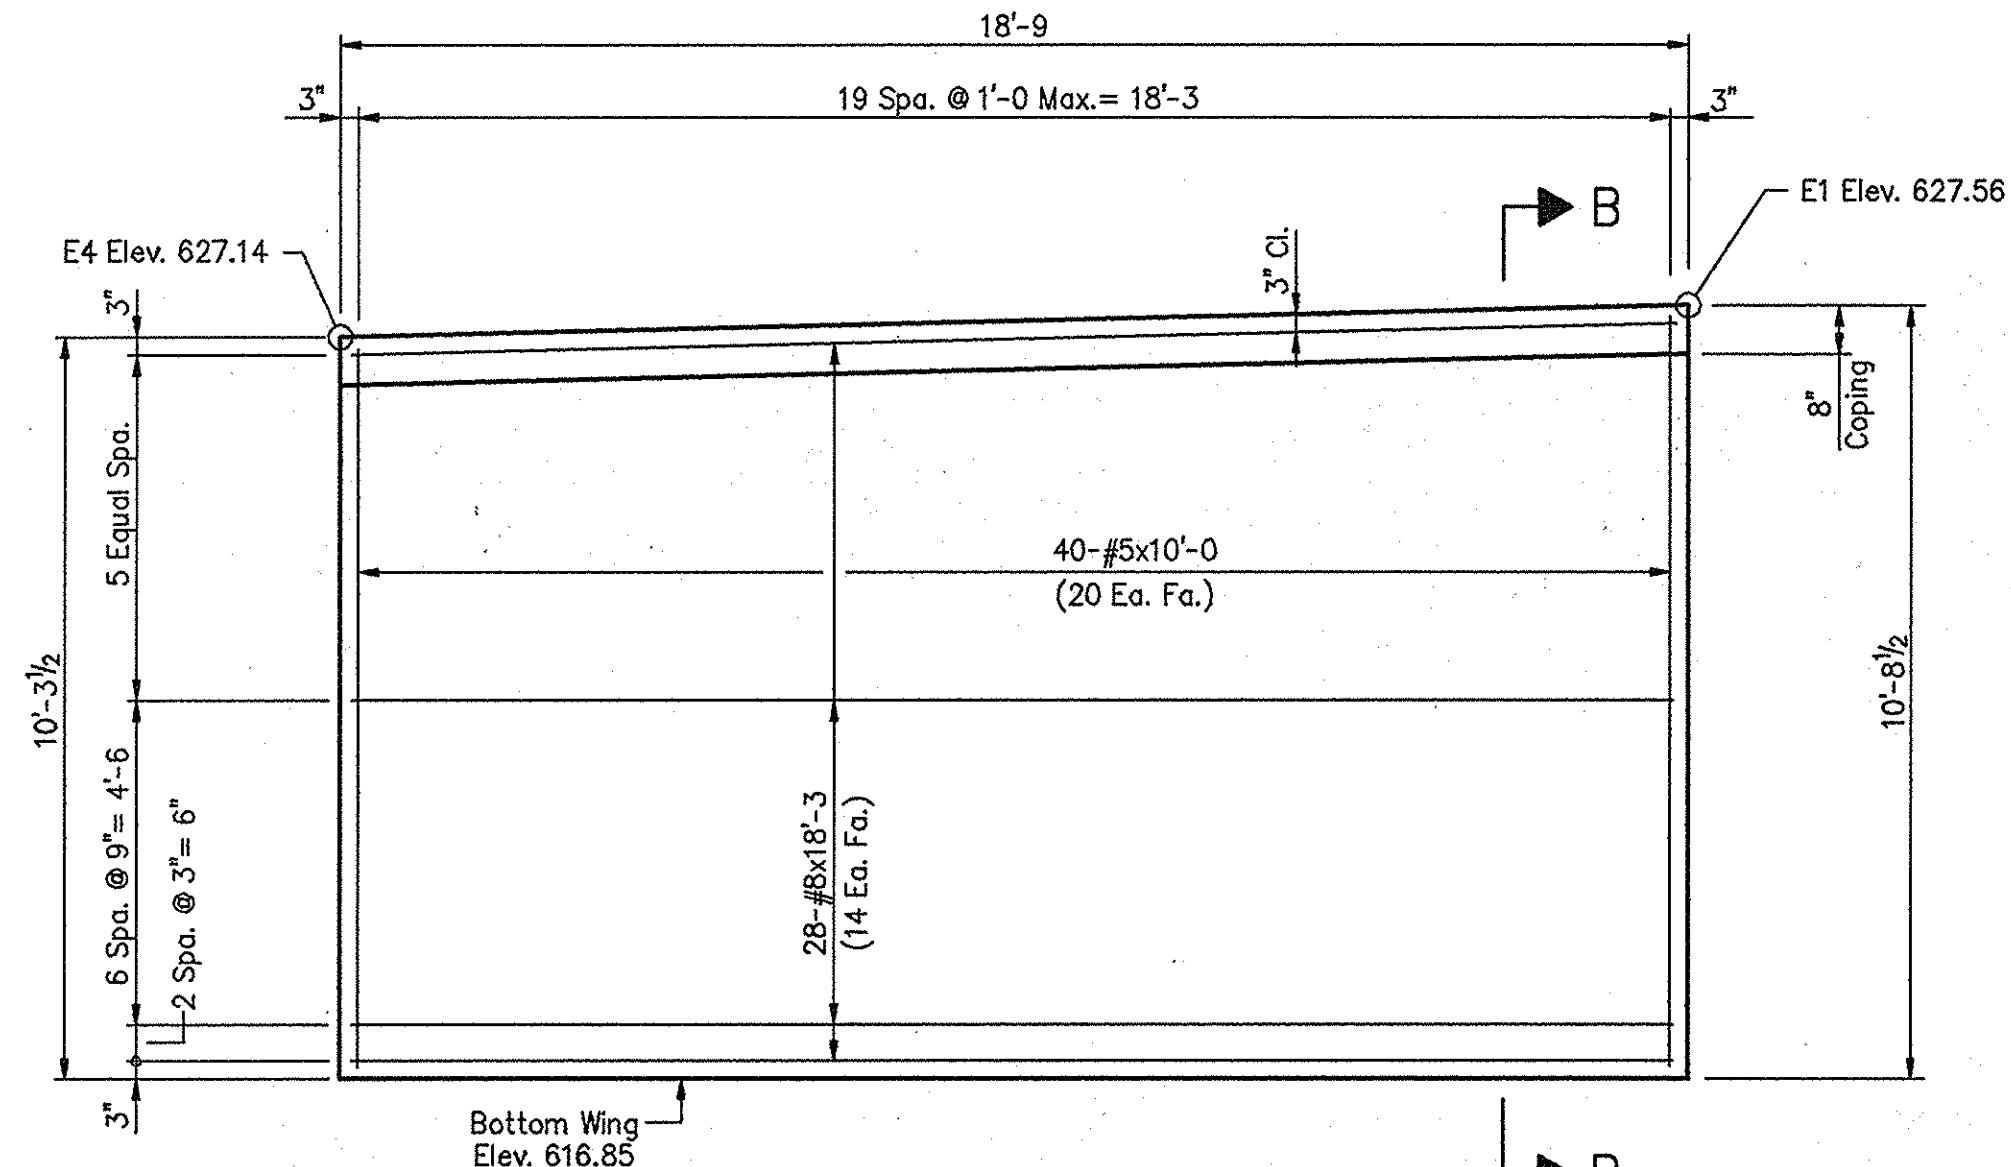 18'-9
3"
19 Spa. @ 1'-0 Max.= 18'-3
3"
B
E1 Elev. 627.56
E4 Elev. 627.14
3" Cl.
3"
8"
Coping
5 Equal Spa.
40-#5x10'-0
(20 Ea. Fa.)
10'-3½
10'-8½
6 Spa. @ 9"= 4'-6
2 Spa. @ 3"= 6"
28-#8x18'-3
(14 Ea. Fa.)
3"
Bottom Wing
Elev. 616.85
B